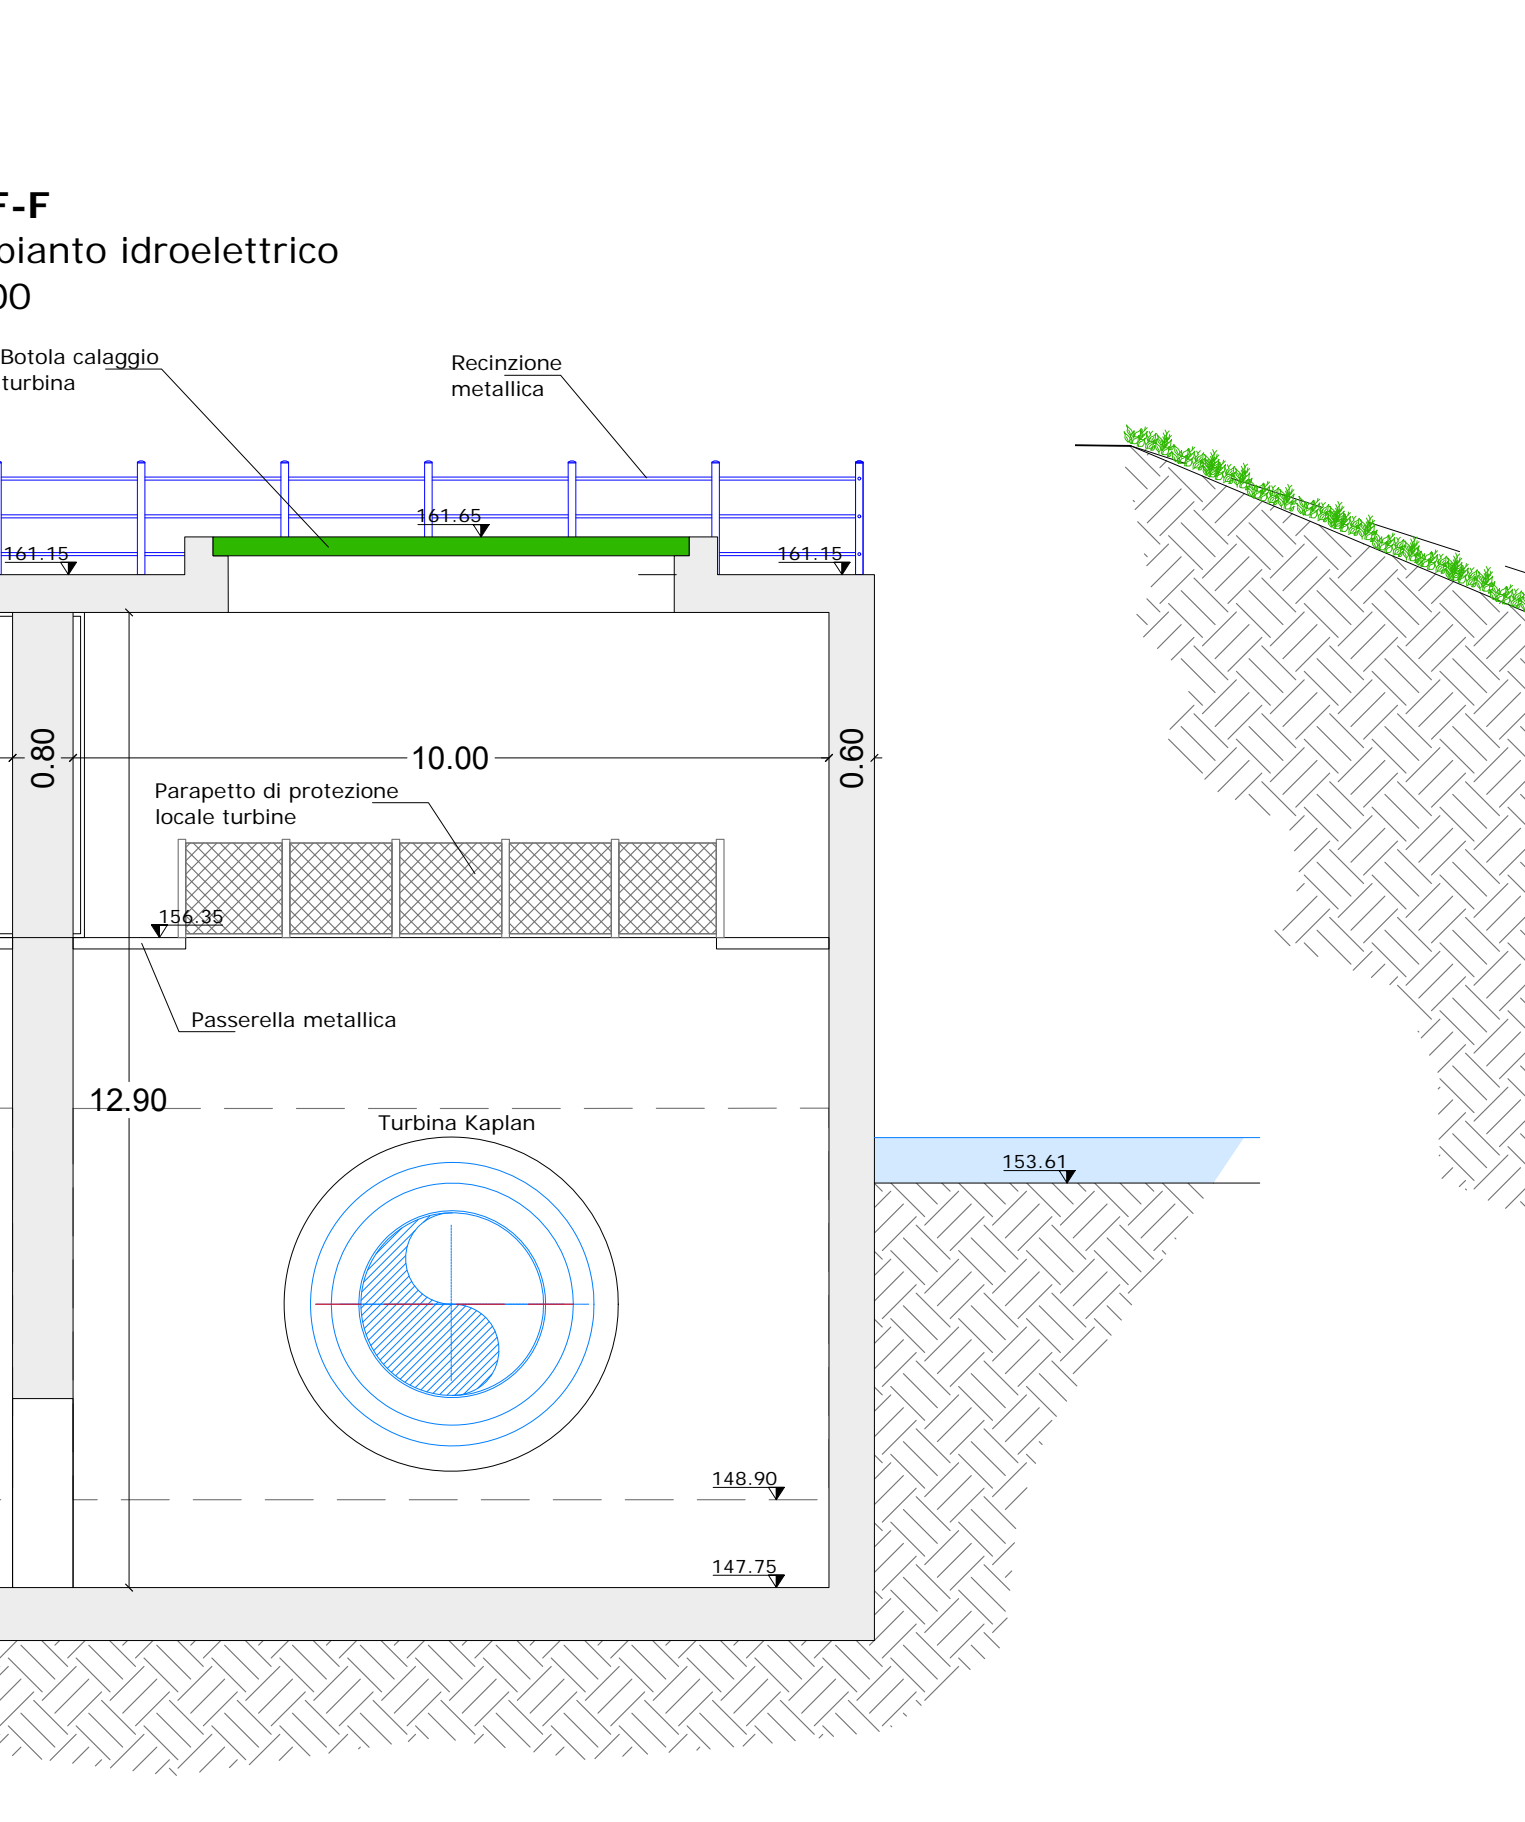 F-F
pianto idroelettrico
00
Botola calaggio
turbina
Recinzione
metallica
161.65
161.15
161.15
0.80
10.00
0.60
Parapetto di protezione
locale turbine
156.35
Passerella metallica
12.90
Turbina Kaplan
153.61
148.90
147.75